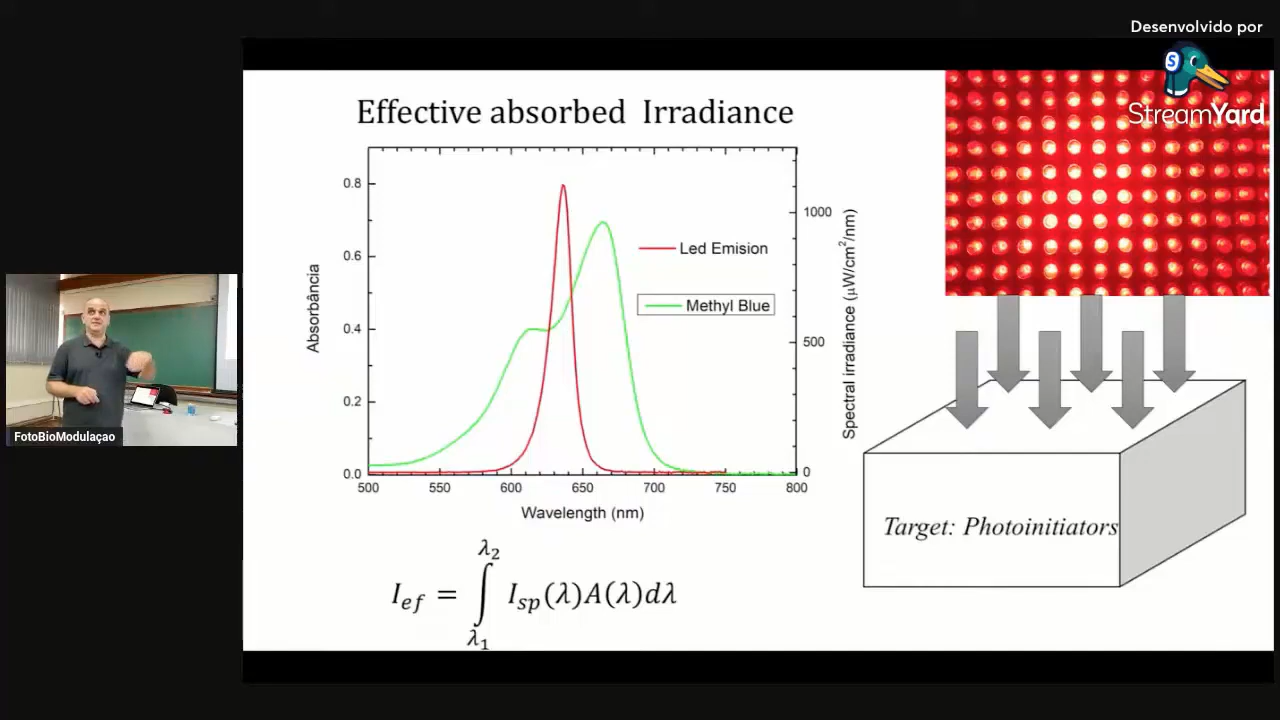 Desenvolvido por
StreamYard
Effective absorbed Irradiance
0.8
0.6
0.4
0.2
0.0
Absorbância
500
550
600
650
700
750
800
Wavelength (nm)
1000
500
0
Spectral irradiance (μW/cm²/nm)
Led Emision
Methyl Blue
I_ef = ∫_{λ₁}^{λ₂} I_sp(λ)A(λ)dλ
Target: Photoinitiators
FotoBioModulaçao